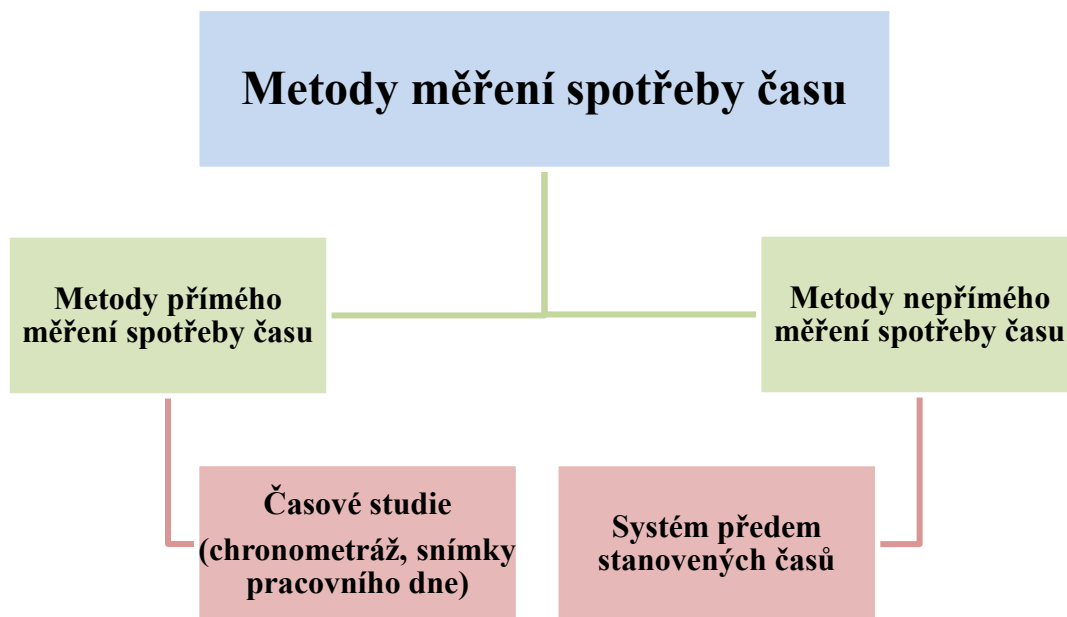 Metody měření spotřeby času
Metody přímého
měření spotřeby času
Metody nepřímého
měření spotřeby času
Časové studie
(chronometráž, snímky
pracovního dne)
Systém předem
stanovených časů